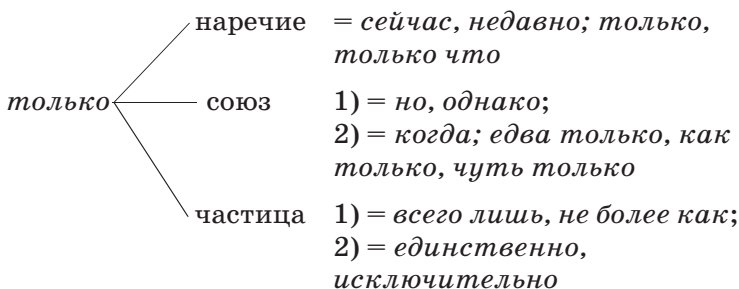 наречие = сейчас, недавно; только,
только что
только
союз 1) = но, однако;
2) = когда; едва только, как
только, чуть только
частица 1) = всего лишь, не более как;
2) = единственно,
исключительно